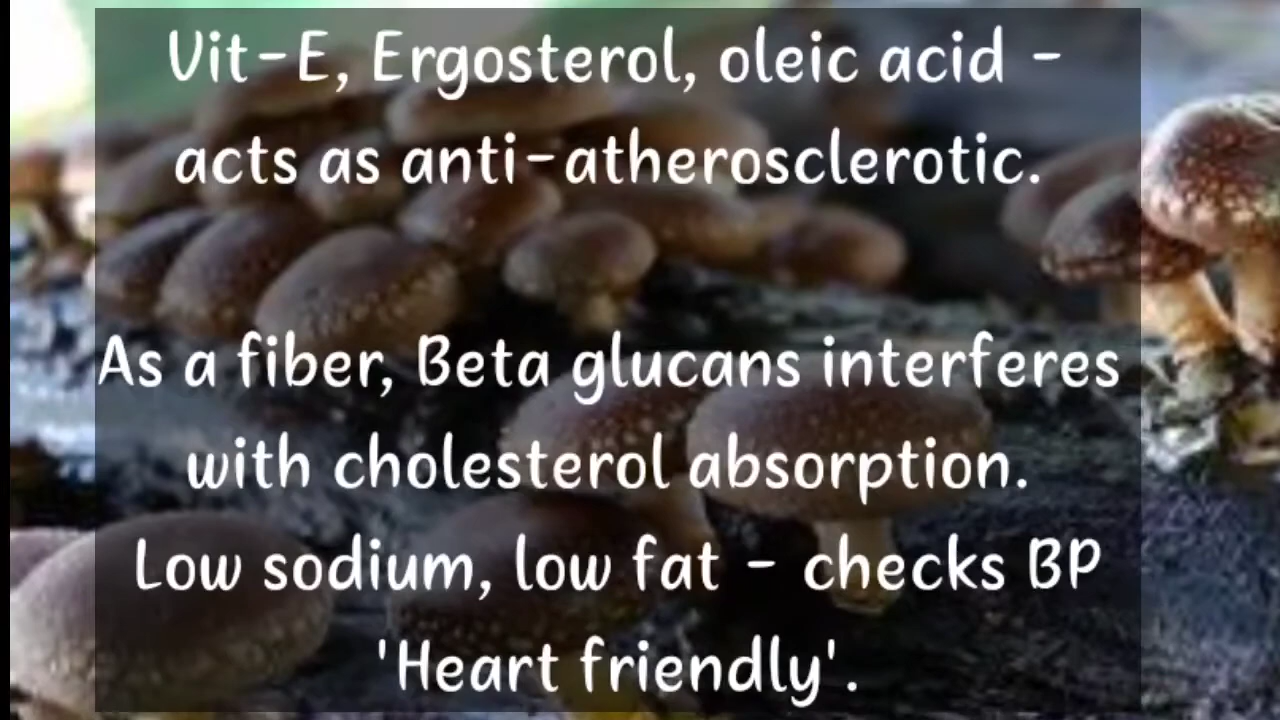 Vit-E, Ergosterol, oleic acid -
acts as anti-atherosclerotic.
As a fiber, Beta glucans interferes
with cholesterol absorption.
Low sodium, low fat - checks BP
'Heart friendly'.